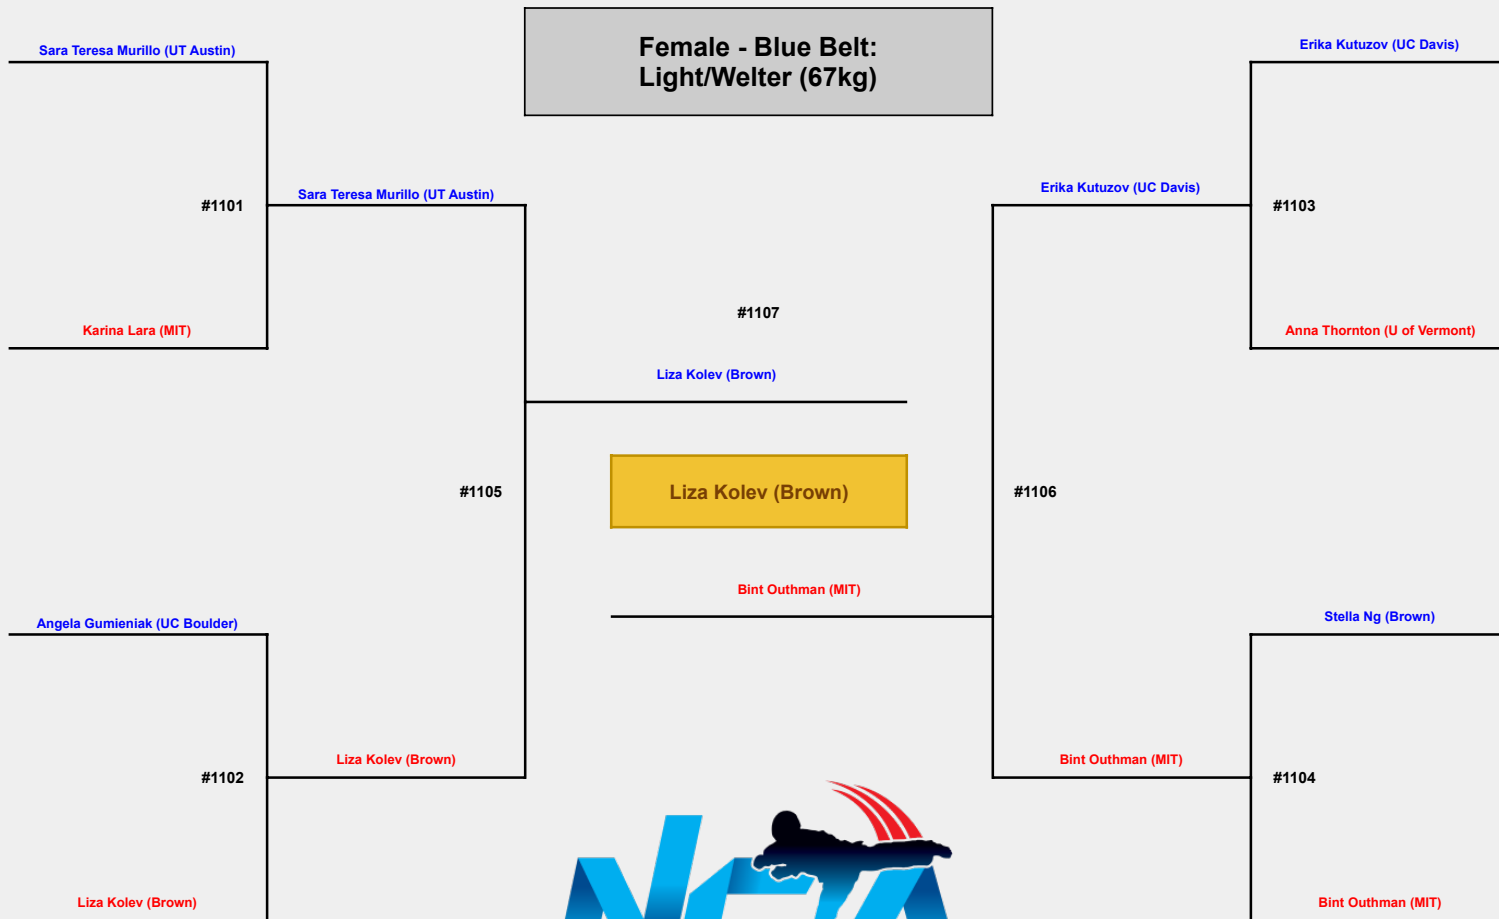 Female - Blue Belt:
Light/Welter (67kg)
Sara Teresa Murillo (UT Austin)
#1101
Karina Lara (MIT)
Sara Teresa Murillo (UT Austin)
Angela Gumieniak (UC Boulder)
#1102
Liza Kolev (Brown)
Liza Kolev (Brown)
#1105
#1107
Liza Kolev (Brown)
Liza Kolev (Brown)
Bint Outhman (MIT)
#1106
Erika Kutuzov (UC Davis)
Bint Outhman (MIT)
Erika Kutuzov (UC Davis)
#1103
Anna Thornton (U of Vermont)
Stella Ng (Brown)
#1104
Bint Outhman (MIT)